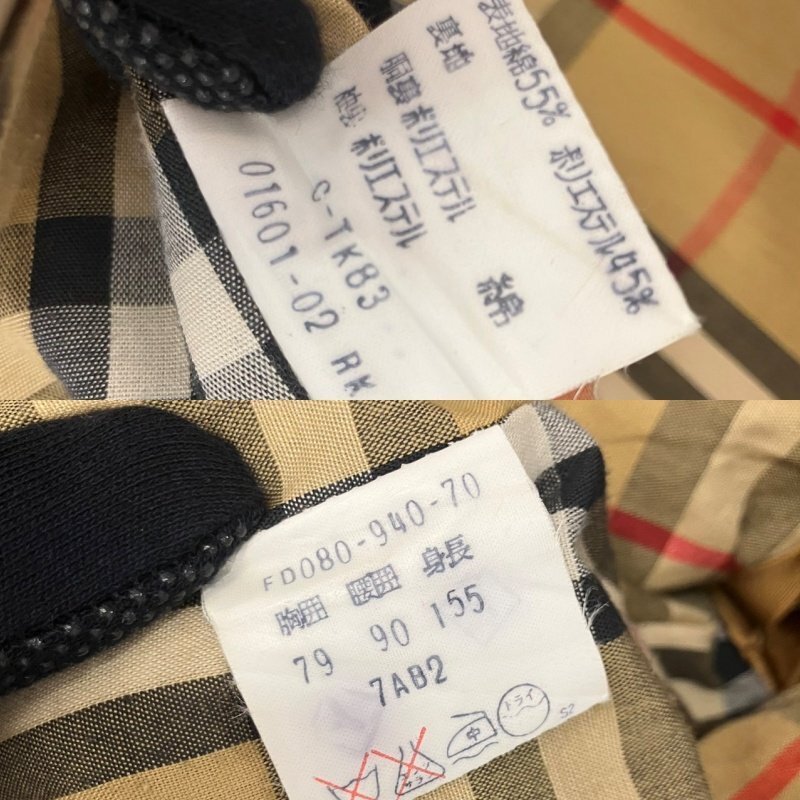 表地綿55% ポリエステル45%
裏地 綿
胴裏 ポリエステル
袖裏 ポリエステル
C-TK83
01601-02 RK
FD080-940-70
胸囲 腰囲 身長
79 90 155
7AB2
中 ドライ
52